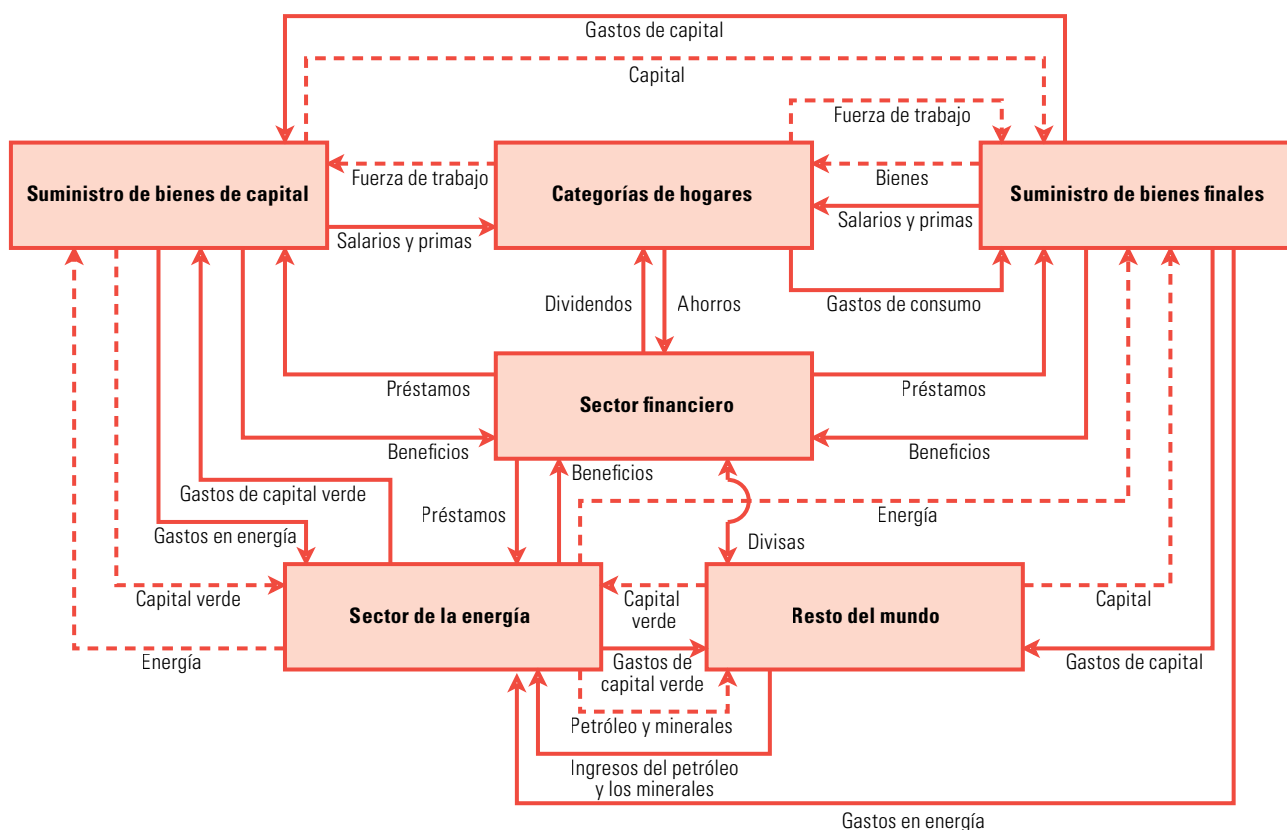 Gastos de capital
Capital
Fuerza de trabajo
Suministro de bienes de capital
Fuerza de trabajo
Categorías de hogares
Bienes
Suministro de bienes finales
Salarios y primas
Salarios y primas
Dividendos
Ahorros
Gastos de consumo
Préstamos
Sector financiero
Préstamos
Beneficios
Beneficios
Beneficios
Gastos de capital verde
Préstamos
Energía
Gastos en energía
Divisas
Capital verde
Sector de la energía
Capital
verde
Resto del mundo
Capital
Energía
Gastos de
capital verde
Gastos de capital
Petróleo y minerales
Ingresos del petróleo
y los minerales
Gastos en energía